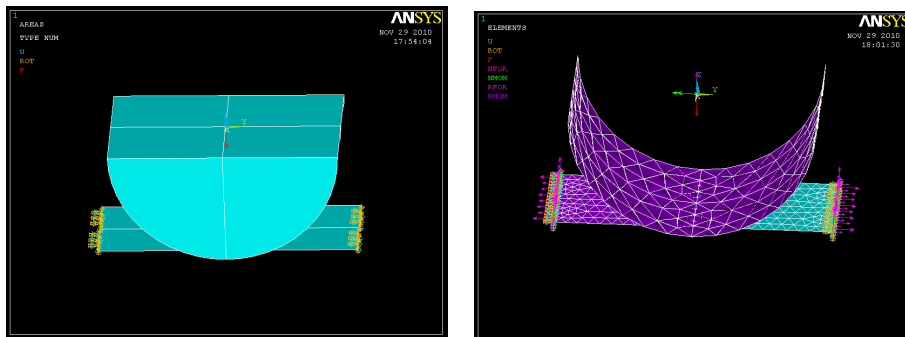 1
ANSYS
AREAS
NOV 29 2010
TYPE NUM
17:54:04
U
ROT
F
Y
1
ANSYS
ELEMENTS
NOV 29 2010
18:01:30
U
ROT
F
NFOR
NMOM
RFOR
RMOM
Z
Y